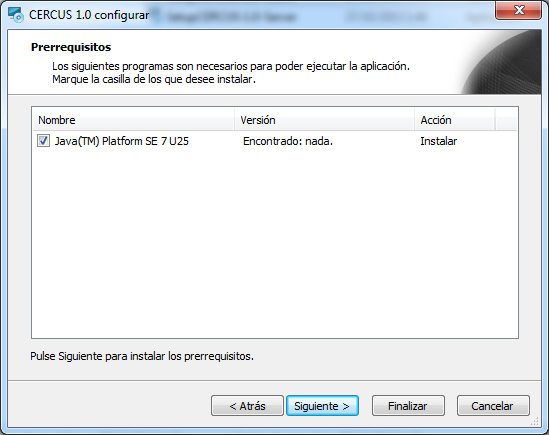 CERCUS 1.0 configurar
Prerrequisitos
Los siguientes programas son necesarios para poder ejecutar la aplicación.
Marque la casilla de los que desee instalar.
Nombre Versión Acción
Java(TM) Platform SE 7 U25 Encontrado: nada. Instalar
Pulse Siguiente para instalar los prerrequisitos.
< Atrás Siguiente > Finalizar Cancelar